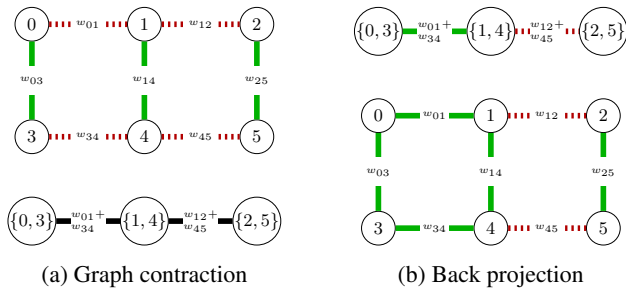 0 w₀₁ 1 w₁₂ 2
w₀₃ w₁₄ w₂₅
3 w₃₄ 4 w₄₅ 5
{0, 3} w₀₁+ {1, 4} w₁₂+ {2, 5}
w₃₄ w₄₅
(a) Graph contraction
{0, 3} w₀₁+ {1, 4} w₁₂+ {2, 5}
w₃₄ w₄₅
0 w₀₁ 1 w₁₂ 2
w₀₃ w₁₄ w₂₅
3 w₃₄ 4 w₄₅ 5
(b) Back projection